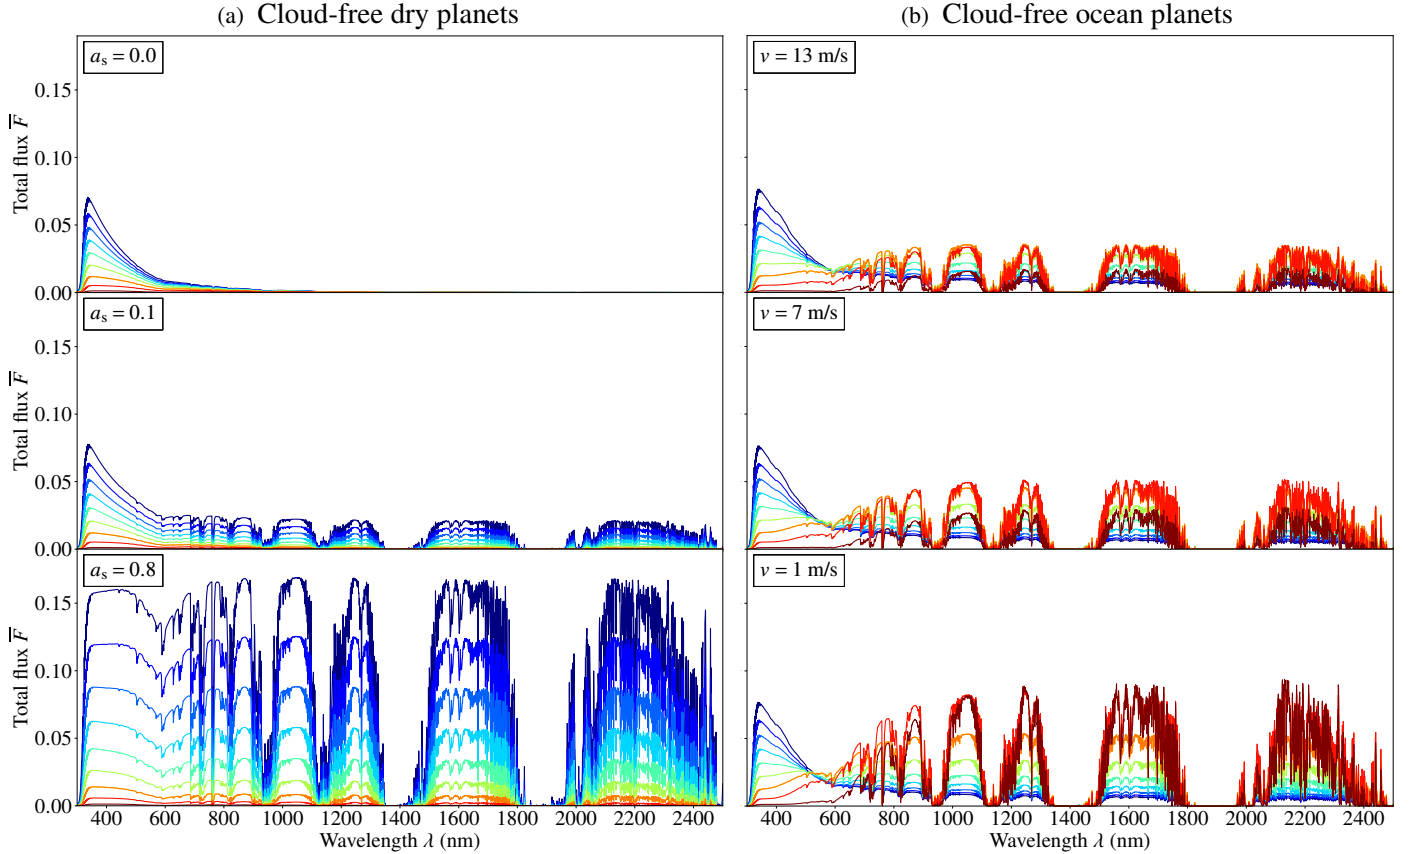 (a) Cloud-free dry planets
(b) Cloud-free ocean planets
aₛ = 0.0
0.15
0.10
0.05
0.00
Total flux F̅
v = 13 m/s
aₛ = 0.1
0.15
0.10
0.05
0.00
Total flux F̅
v = 7 m/s
aₛ = 0.8
0.15
0.10
0.05
0.00
Total flux F̅
v = 1 m/s
400 600 800 1000 1200 1400 1600 1800 2000 2200 2400
Wavelength λ (nm)
400 600 800 1000 1200 1400 1600 1800 2000 2200 2400
Wavelength λ (nm)